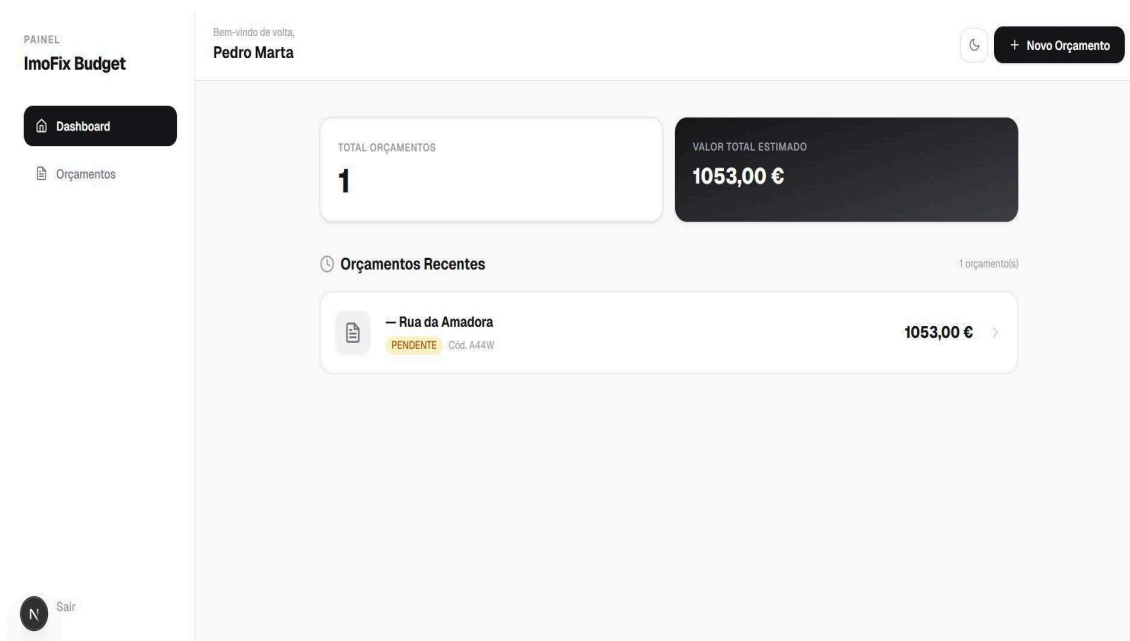 PAINEL
ImoFix Budget
Dashboard
Orçamentos
Sair
N
Bem-vindo de volta,
Pedro Marta
+ Novo Orçamento
TOTAL ORÇAMENTOS
1
VALOR TOTAL ESTIMADO
1053,00 €
Orçamentos Recentes
1 orçamento(s)
— Rua da Amadora
PENDENTE Cód. A44W
1053,00 €